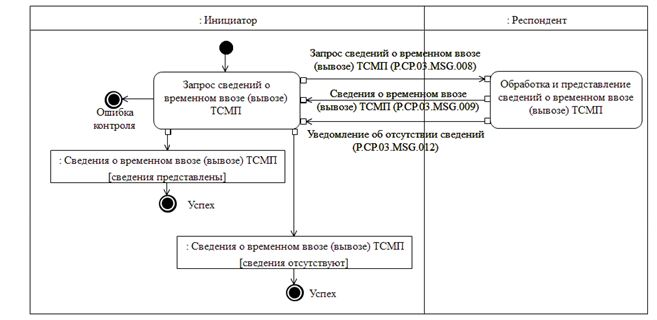 : Инициатор
: Респондент
Запрос сведений о временном ввозе
(вывозе) ТСМП (P.CP.03.MSG.008)
Запрос сведений о
временном ввозе (вывозе)
ТСМП
Обработка и представление
сведений о временном ввозе
(вывозе) ТСМП
Сведения о временном ввозе
(вывозе) ТСМП (P.CP.03.MSG.009)
Ошибка
контроля
Уведомление об отсутствии сведений
(P.CP.03.MSG.012)
: Сведения о временном ввозе (вывозе) ТСМП
[сведения представлены]
Успех
: Сведения о временном ввозе (вывозе) ТСМП
[сведения отсутствуют]
Успех